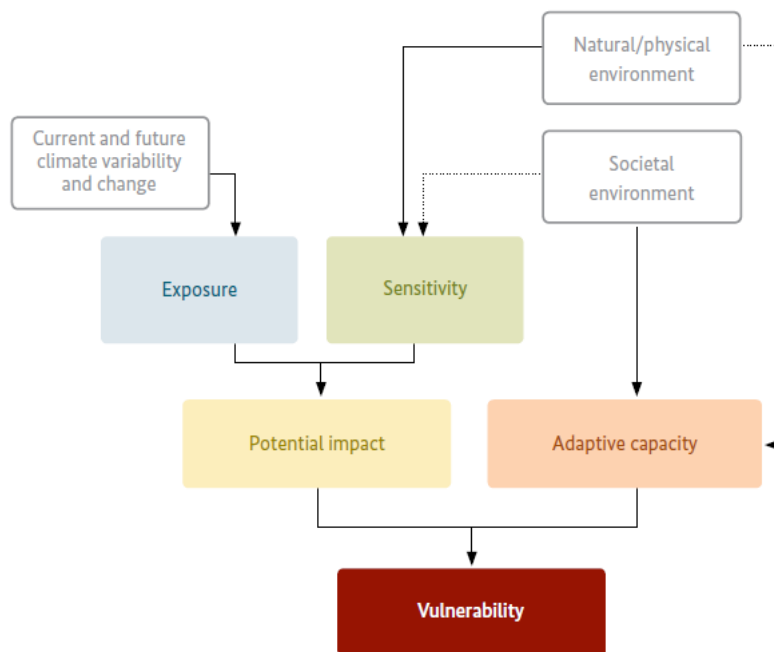 Natural/physical
environment
Current and future
climate variability
and change
Societal
environment
Exposure
Sensitivity
Potential impact
Adaptive capacity
Vulnerability